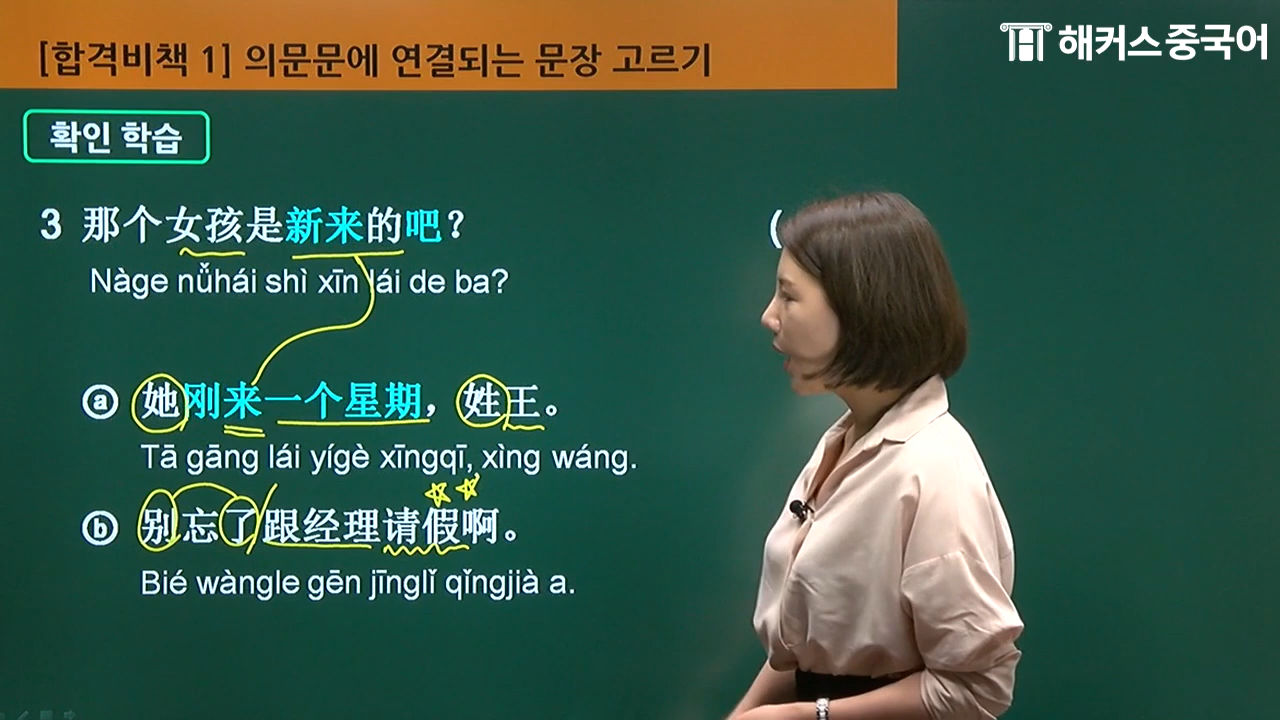 [합격비책 1] 의문문에 연결되는 문장 고르기
해커스중국어
확인 학습
3 那个女孩是新来的吧？
(
Nàge nǚhái shì xīn lái de ba?
ⓐ 她刚来一个星期，姓王。
Tā gāng lái yígè xīngqī, xìng wáng.
ⓑ 别忘了跟经理请假啊。
Bié wàngle gēn jīnglǐ qǐngjià a.